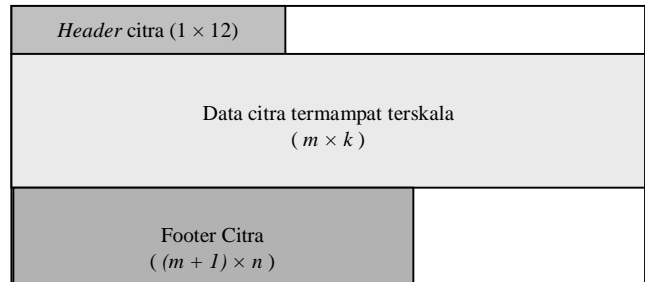 Header citra (1 × 12)
Data citra termampat terskala
( m × k )
Footer Citra
( (m + 1) × n )